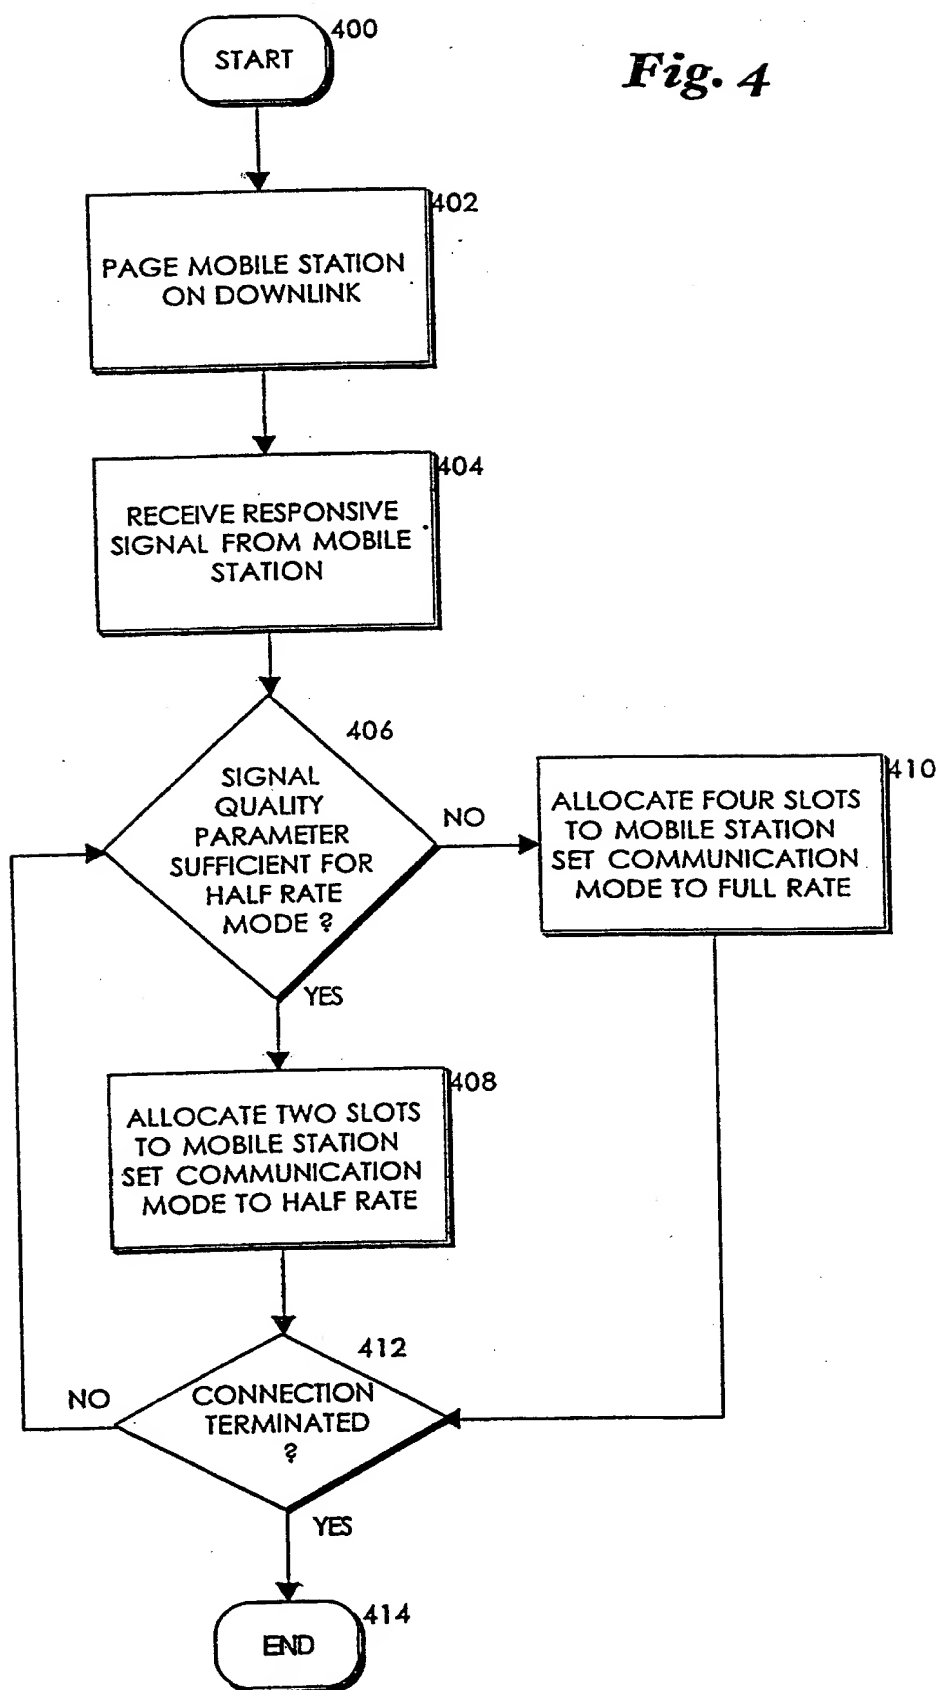 400
START
Fig. 4
402
PAGE MOBILE STATION
ON DOWNLINK
404
RECEIVE RESPONSIVE
SIGNAL FROM MOBILE
STATION
406
SIGNAL
QUALITY
PARAMETER
SUFFICIENT FOR
HALF RATE
MODE ?
NO
410
ALLOCATE FOUR SLOTS
TO MOBILE STATION
SET COMMUNICATION
MODE TO FULL RATE
YES
408
ALLOCATE TWO SLOTS
TO MOBILE STATION
SET COMMUNICATION
MODE TO HALF RATE
412
NO
CONNECTION
TERMINATED
?
YES
414
END